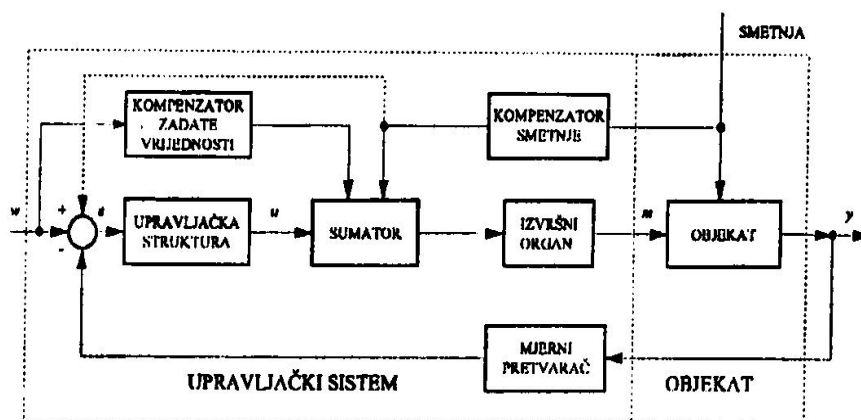 SMETNJA
KOMPENZATOR
ZADATE
VRIJEDNOSTI
KOMPENZATOR
SMETNJE
w
+
e
-
UPRAVLJAČKA
STRUKTURA
u
SUMATOR
IZVRŠNI
ORGAN
m
OBJEKAT
y
MJERNI
PRETVARAČ
UPRAVLJAČKI SISTEM
OBJEKAT